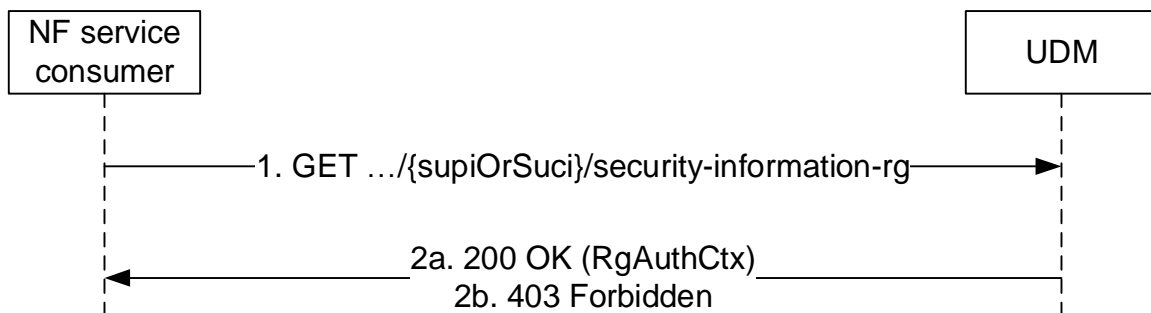 NF service
consumer
UDM
1. GET …/{supiOrSuci}/security-information-rg
2a. 200 OK (RgAuthCtx)
2b. 403 Forbidden